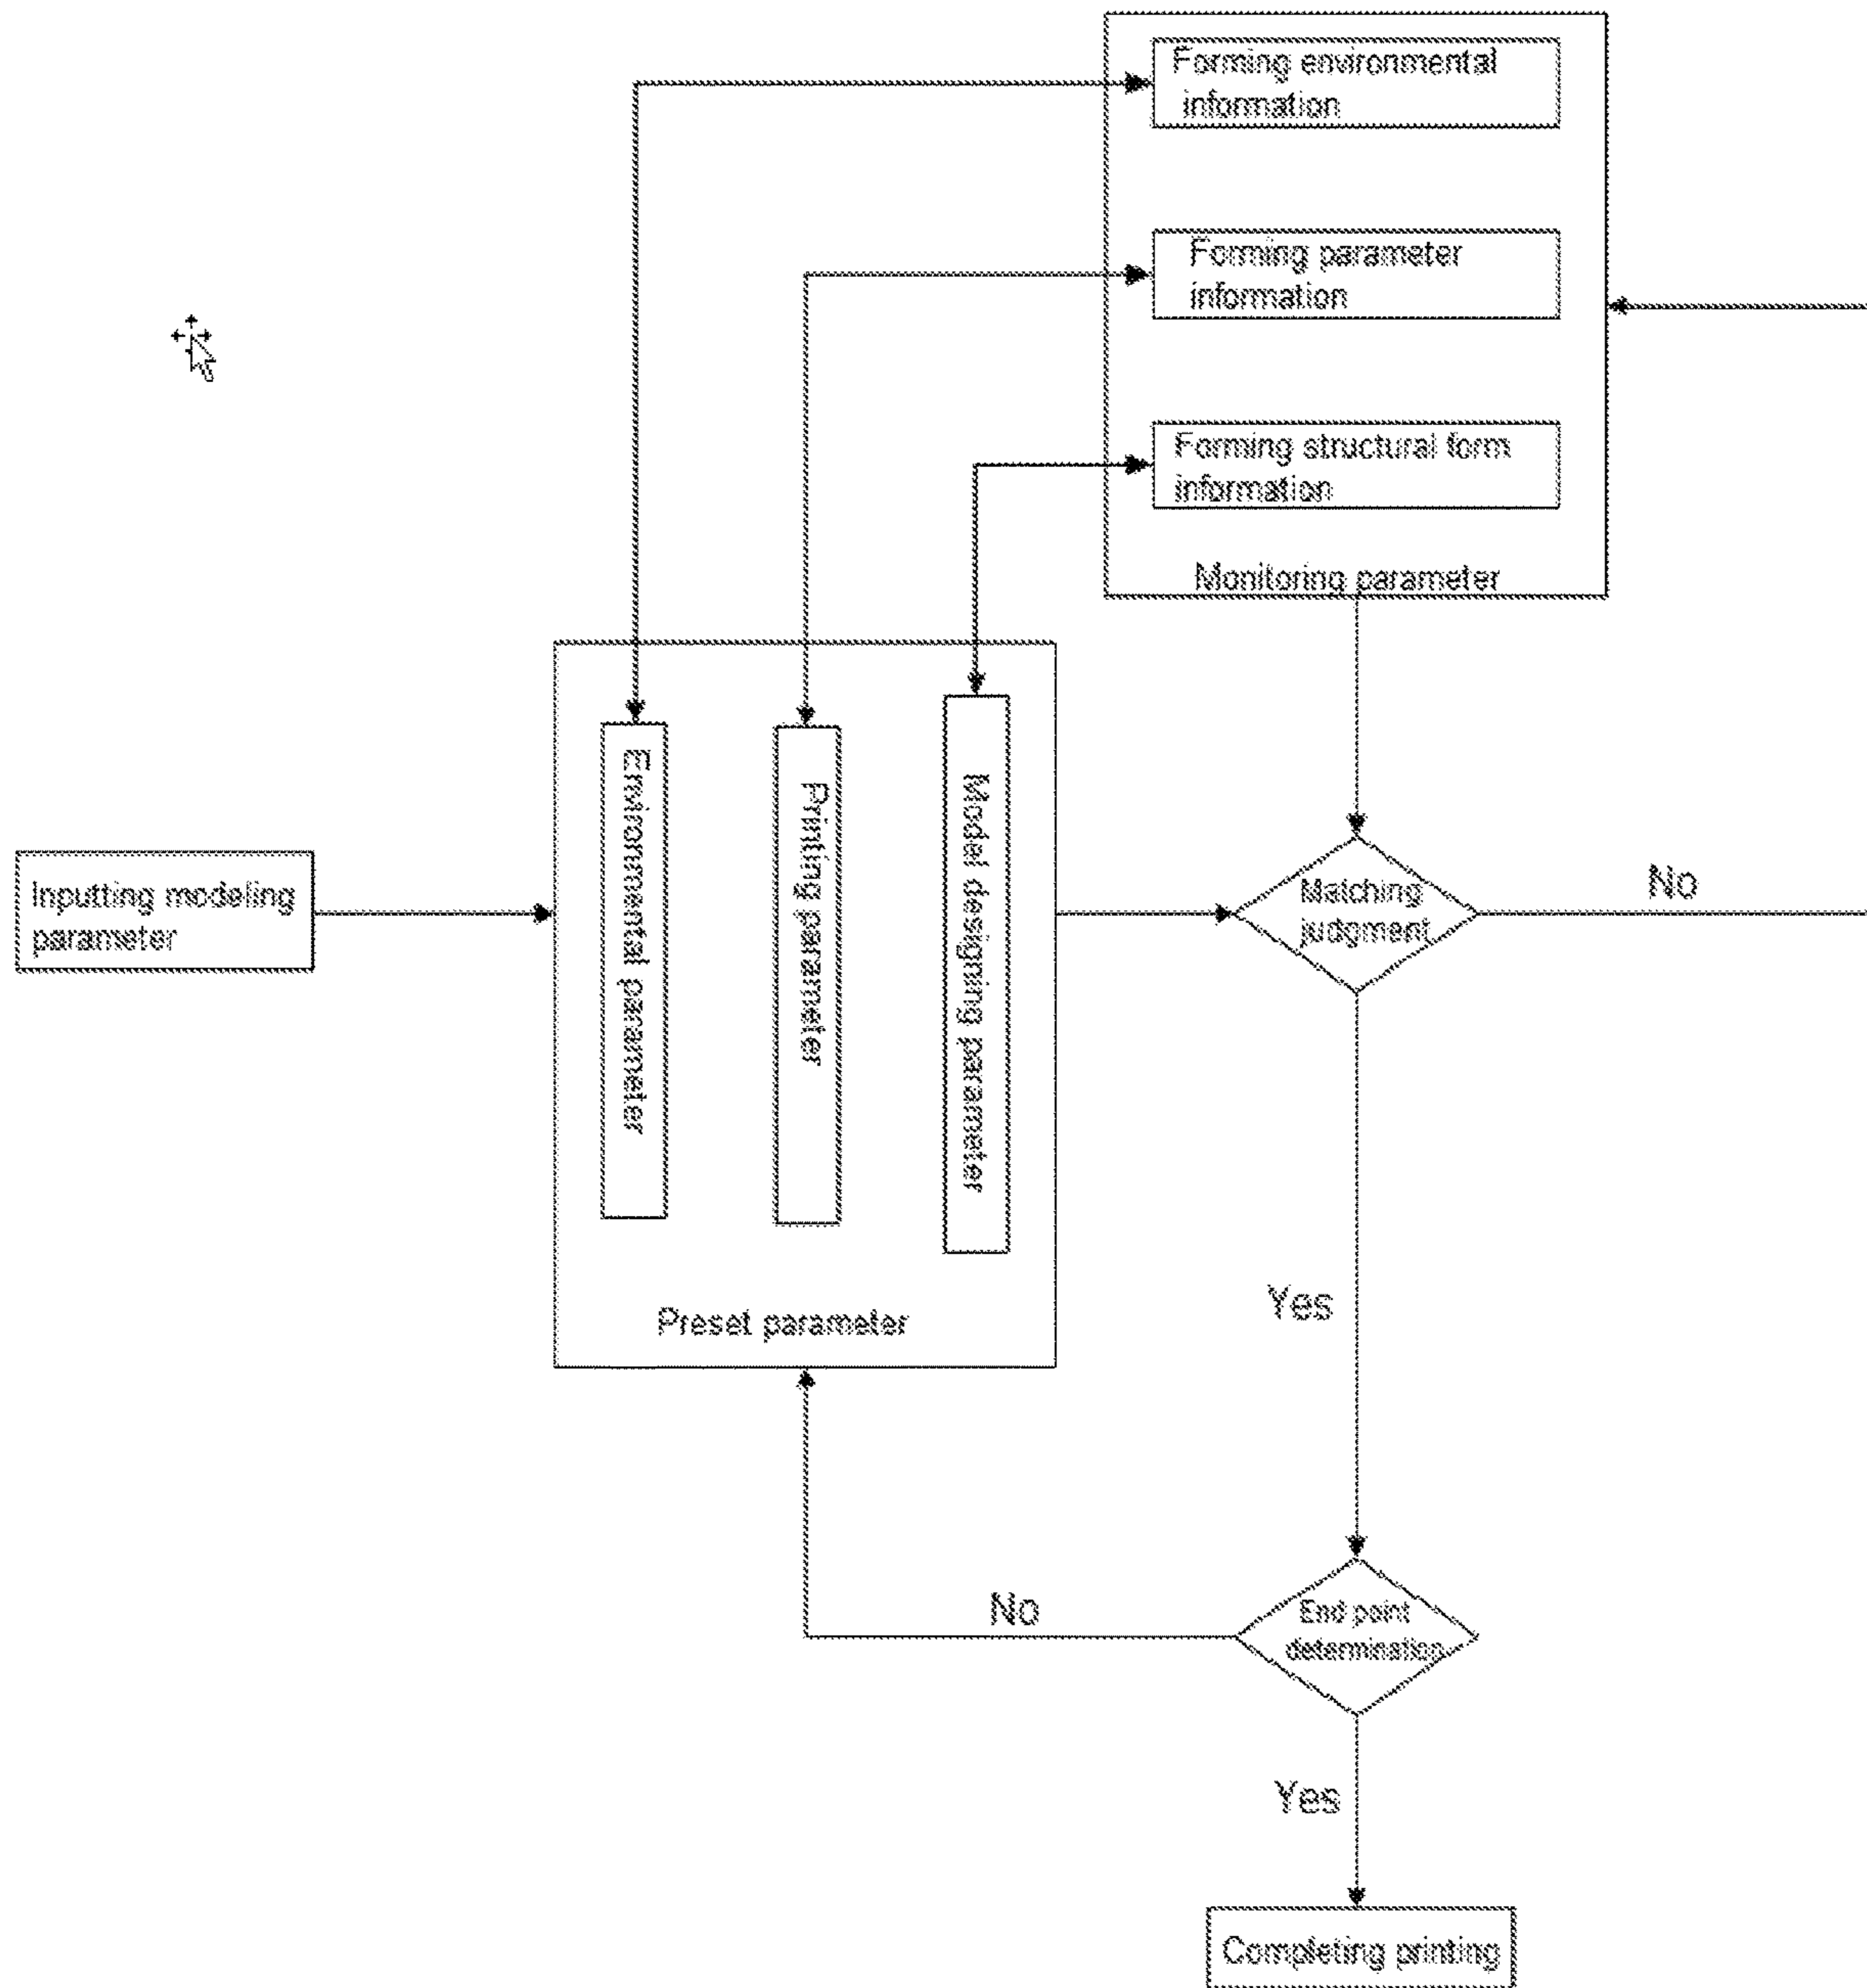 Forming environmental
information
Forming parameter
information
Forming structural form
information
Monitoring parameter
Inputting modeling
parameter
Environmental parameter
Printing parameter
Model designing parameter
Preset parameter
Matching
judgment
No
Yes
End point
determination
No
Yes
Completing printing